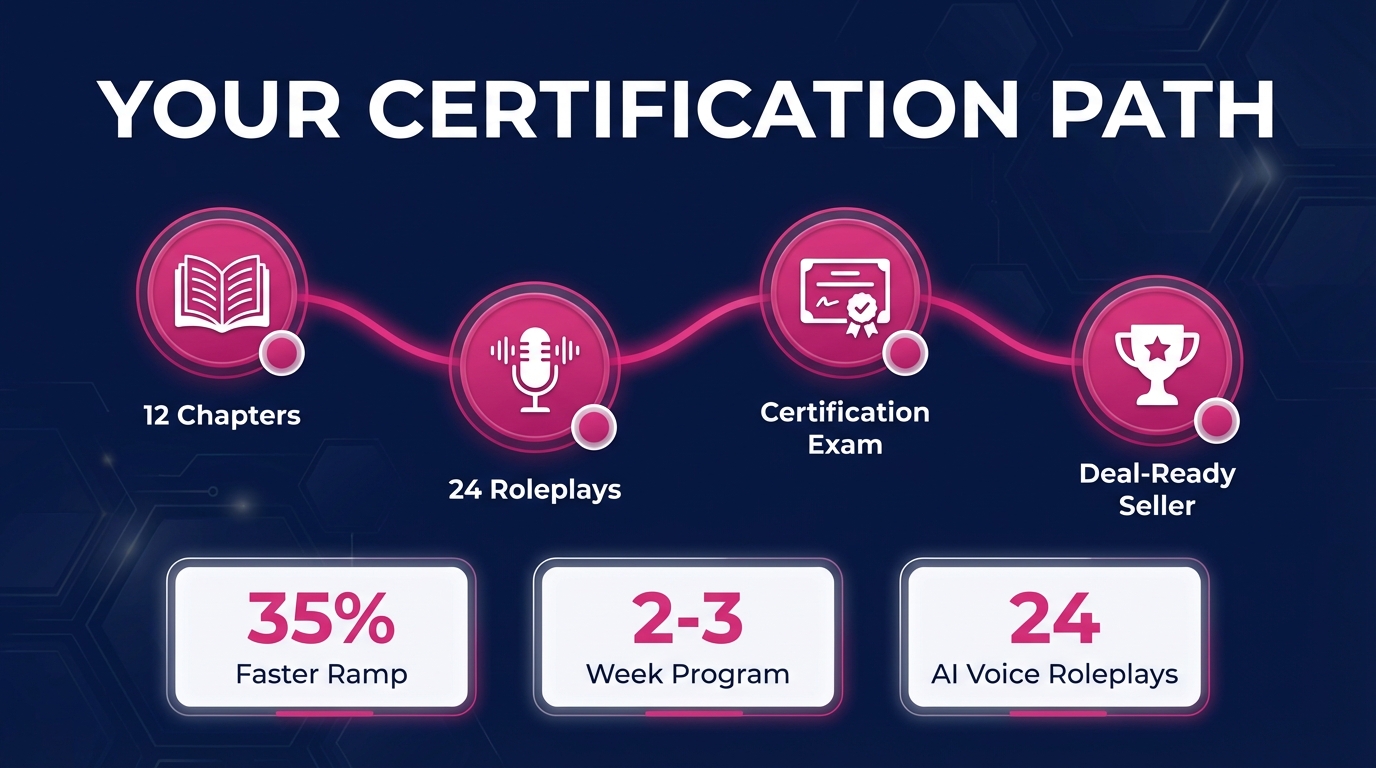 YOUR CERTIFICATION PATH
12 Chapters
24 Roleplays
Certification
Exam
Deal-Ready
Seller
35%
Faster Ramp
2-3
Week Program
24
AI Voice Roleplays